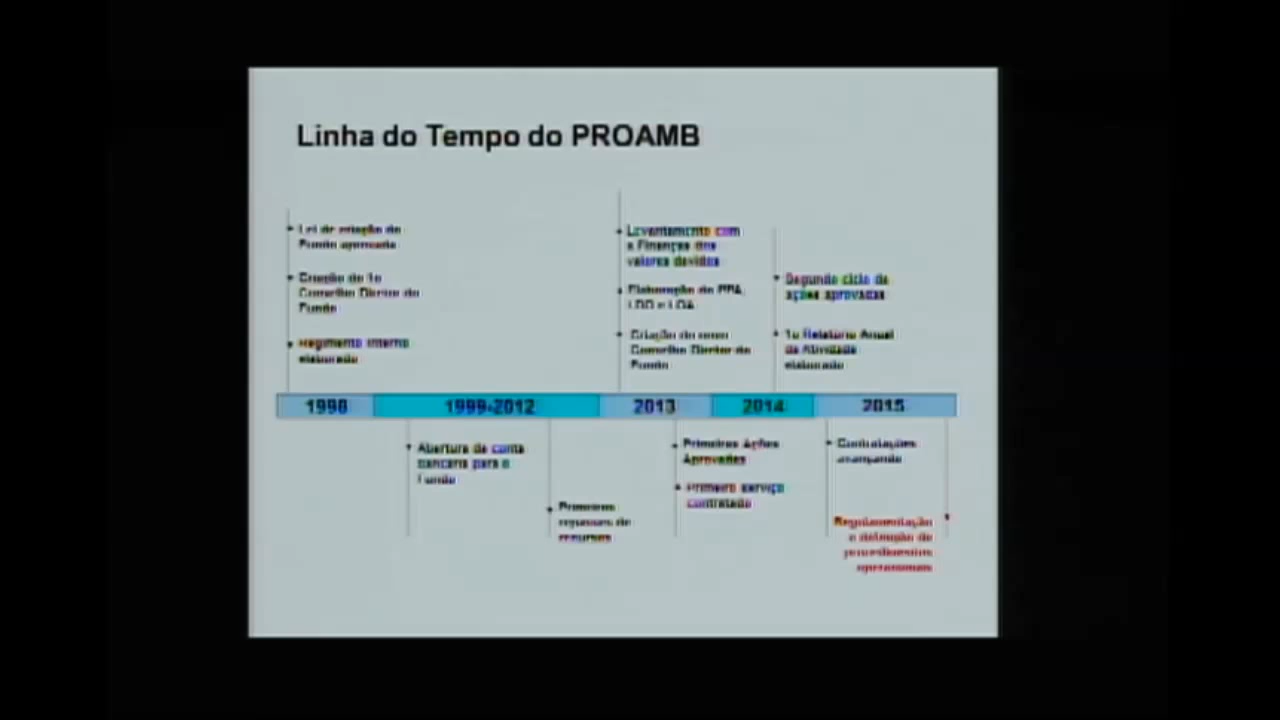 Linha do Tempo do PROAMB
Lei de criação do
Fundo aprovada
Criação do 1o
Conselho Diretor do
Fundo
Regimento Interno
elaborado
Levantamento com
a Finanças dos
valores devidos
Elaboração do PPA,
LDO e LOA
Criação do novo
Conselho Diretor do
Fundo
Segundo ciclo de
ações aprovadas
1o Relatório Anual
de Atividade
elaborado
1998
1999-2012
2013
2014
2015
Abertura de conta
bancária para o
Fundo
Primeiros
repasses de
recursos
Primeiras Ações
Aprovadas
Primeiro serviço
contratado
Contratações
avançando
Regulamentação
e definição de
procedimentos
operacionais